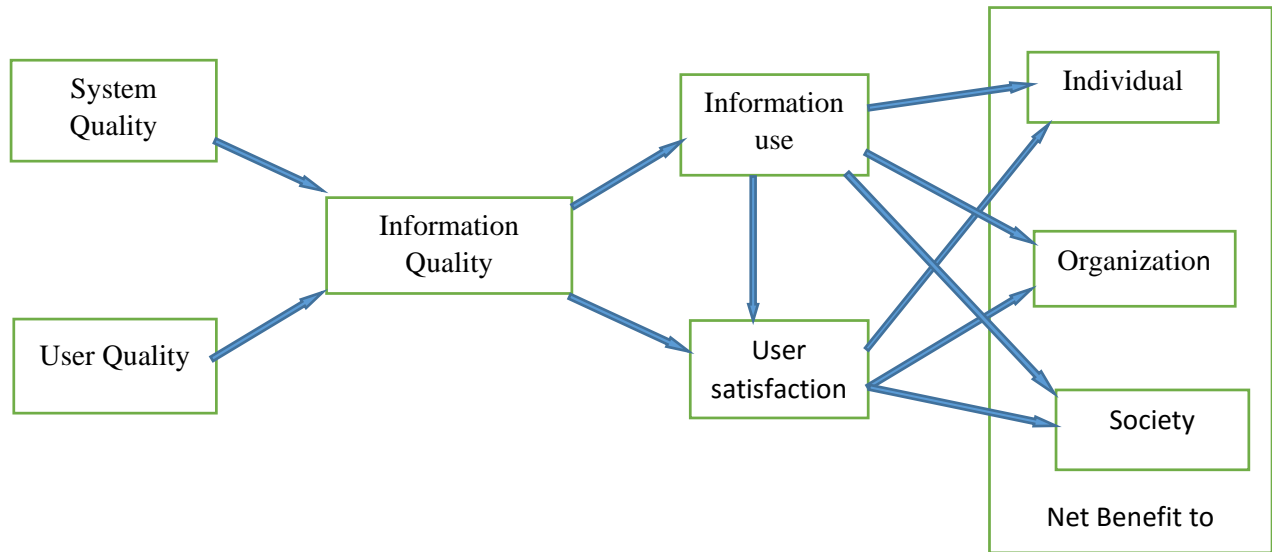 System
Quality
User Quality
Information
Quality
Information
use
User
satisfaction
Individual
Organization
Society
Net Benefit to